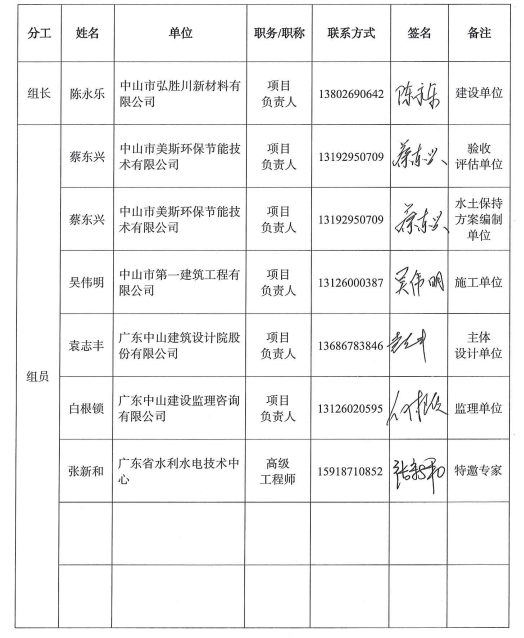 分工 姓名 单位 职务/职称 联系方式 签名 备注
组长 陈永乐 中山市弘胜川新材料有 项目 13802690642 陈永乐 建设单位
限公司 负责人
蔡东兴 中山市美斯环保节能技 项目 13192950709 蔡东兴 验收
术有限公司 负责人 评估单位
蔡东兴 中山市美斯环保节能技 项目 13192950709 蔡东兴 水土保持
术有限公司 负责人 方案编制
单位
吴伟明 中山市第一建筑工程有 项目 13126000387 吴伟明 施工单位
限公司 负责人
组员
袁志丰 广东中山建筑设计院股 项目 13686783846 主体
份有限公司 负责人 设计单位
白根锁 广东中山建设监理咨询 项目 13126020595 监理单位
有限公司 负责人
张新和 广东省水利水电技术中 高级 15918710852 张新和 特邀专家
心 工程师